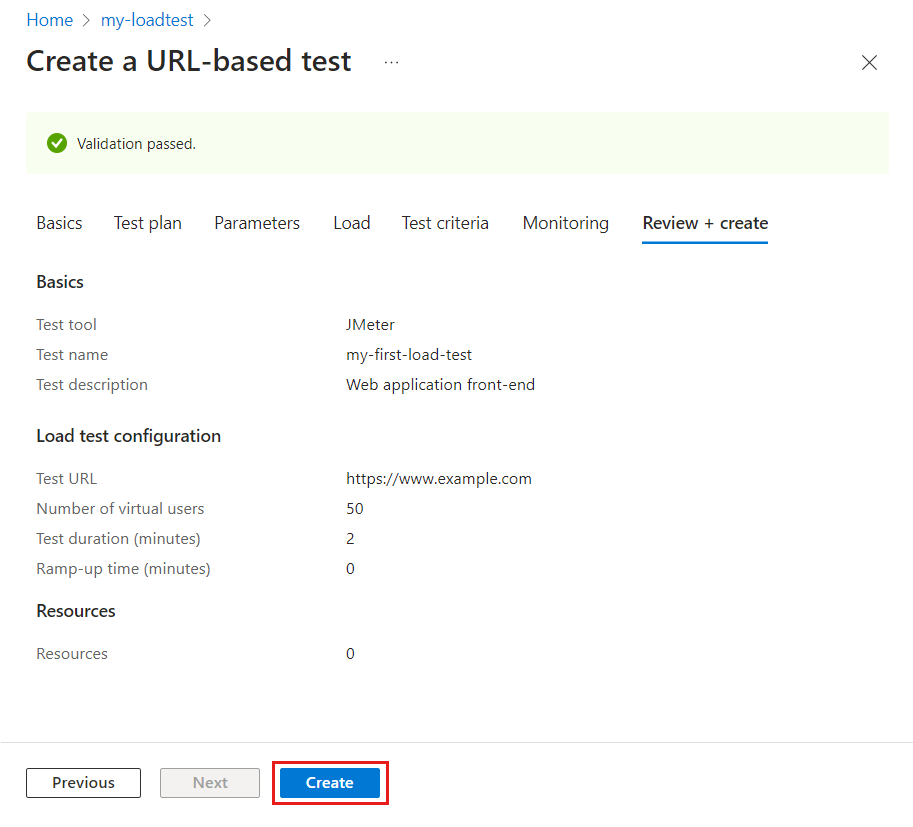 Home > my-loadtest >
Create a URL-based test ...
Validation passed.
Basics Test plan Parameters Load Test criteria Monitoring Review + create
Basics
Test tool JMeter
Test name my-first-load-test
Test description Web application front-end
Load test configuration
Test URL https://www.example.com
Number of virtual users 50
Test duration (minutes) 2
Ramp-up time (minutes) 0
Resources
Resources 0
Previous Next Create